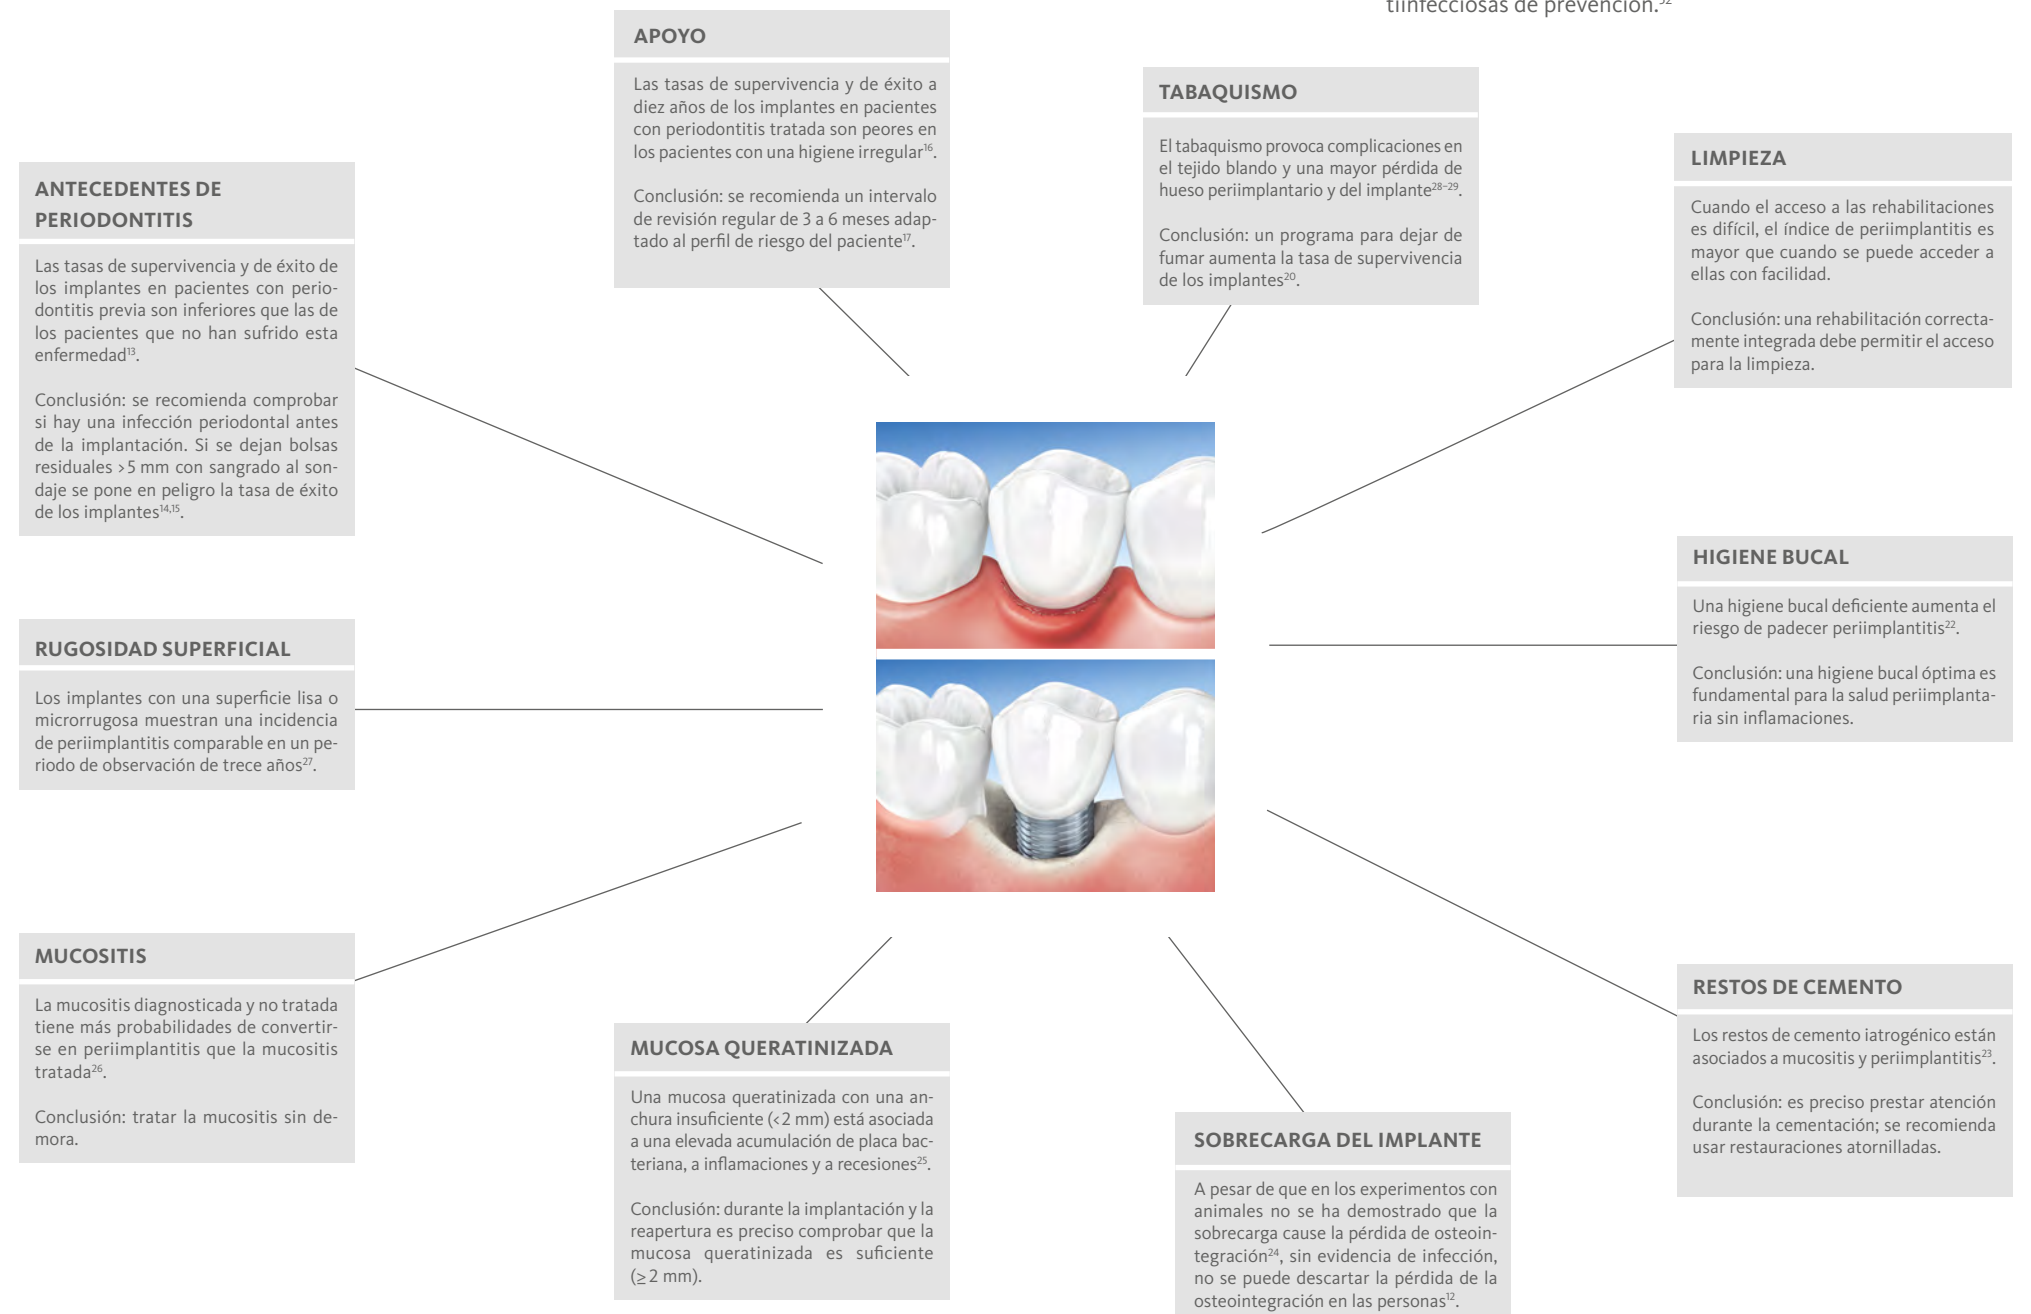 tiinfecciosas de prevención.³²
APOYO
Las tasas de supervivencia y de éxito a
diez años de los implantes en pacientes
con periodontitis tratada son peores en
los pacientes con una higiene irregular¹⁶.
Conclusión: se recomienda un intervalo
de revisión regular de 3 a 6 meses adap-
tado al perfil de riesgo del paciente¹⁷.
TABAQUISMO
El tabaquismo provoca complicaciones en
el tejido blando y una mayor pérdida de
hueso periimplantario y del implante²⁸⁻²⁹.
Conclusión: un programa para dejar de
fumar aumenta la tasa de supervivencia
de los implantes²⁰.
LIMPIEZA
Cuando el acceso a las rehabilitaciones
es difícil, el índice de periimplantitis es
mayor que cuando se puede acceder a
ellas con facilidad.
Conclusión: una rehabilitación correcta-
mente integrada debe permitir el acceso
para la limpieza.
ANTECEDENTES DE
PERIODONTITIS
Las tasas de supervivencia y de éxito de
los implantes en pacientes con perio-
dontitis previa son inferiores que las de
los pacientes que no han sufrido esta
enfermedad¹³.
Conclusión: se recomienda comprobar
si hay una infección periodontal antes
de la implantación. Si se dejan bolsas
residuales >5 mm con sangrado al son-
daje se pone en peligro la tasa de éxito
de los implantes¹⁴,¹⁵.
HIGIENE BUCAL
Una higiene bucal deficiente aumenta el
riesgo de padecer periimplantitis²².
Conclusión: una higiene bucal óptima es
fundamental para la salud periimplanta-
ria sin inflamaciones.
RUGOSIDAD SUPERFICIAL
Los implantes con una superficie lisa o
microrrugosa muestran una incidencia
de periimplantitis comparable en un pe-
riodo de observación de trece años²⁷.
MUCOSITIS
La mucositis diagnosticada y no tratada
tiene más probabilidades de convertir-
se en periimplantitis que la mucositis
tratada²⁶.
Conclusión: tratar la mucositis sin de-
mora.
MUCOSA QUERATINIZADA
Una mucosa queratinizada con una an-
chura insuficiente (<2 mm) está asociada
a una elevada acumulación de placa bac-
teriana, a inflamaciones y a recesiones²⁵.
Conclusión: durante la implantación y la
reapertura es preciso comprobar que la
mucosa queratinizada es suficiente
(≥2 mm).
SOBRECARGA DEL IMPLANTE
A pesar de que en los experimentos con
animales no se ha demostrado que la
sobrecarga cause la pérdida de osteoin-
tegración²⁴, sin evidencia de infección,
no se puede descartar la pérdida de la
osteointegración en las personas¹².
RESTOS DE CEMENTO
Los restos de cemento iatrogénico están
asociados a mucositis y periimplantitis²³.
Conclusión: es preciso prestar atención
durante la cementación; se recomienda
usar restauraciones atornilladas.